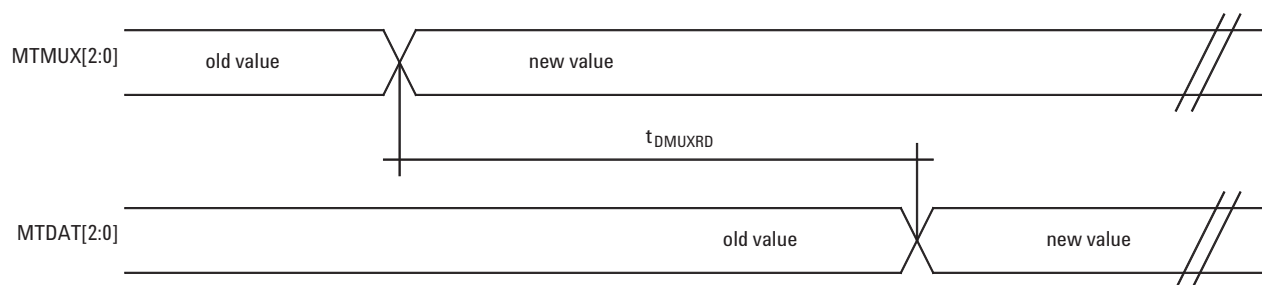 MTMUX[2:0] old value new value
tDMUXRD
MTDAT[2:0] old value new value